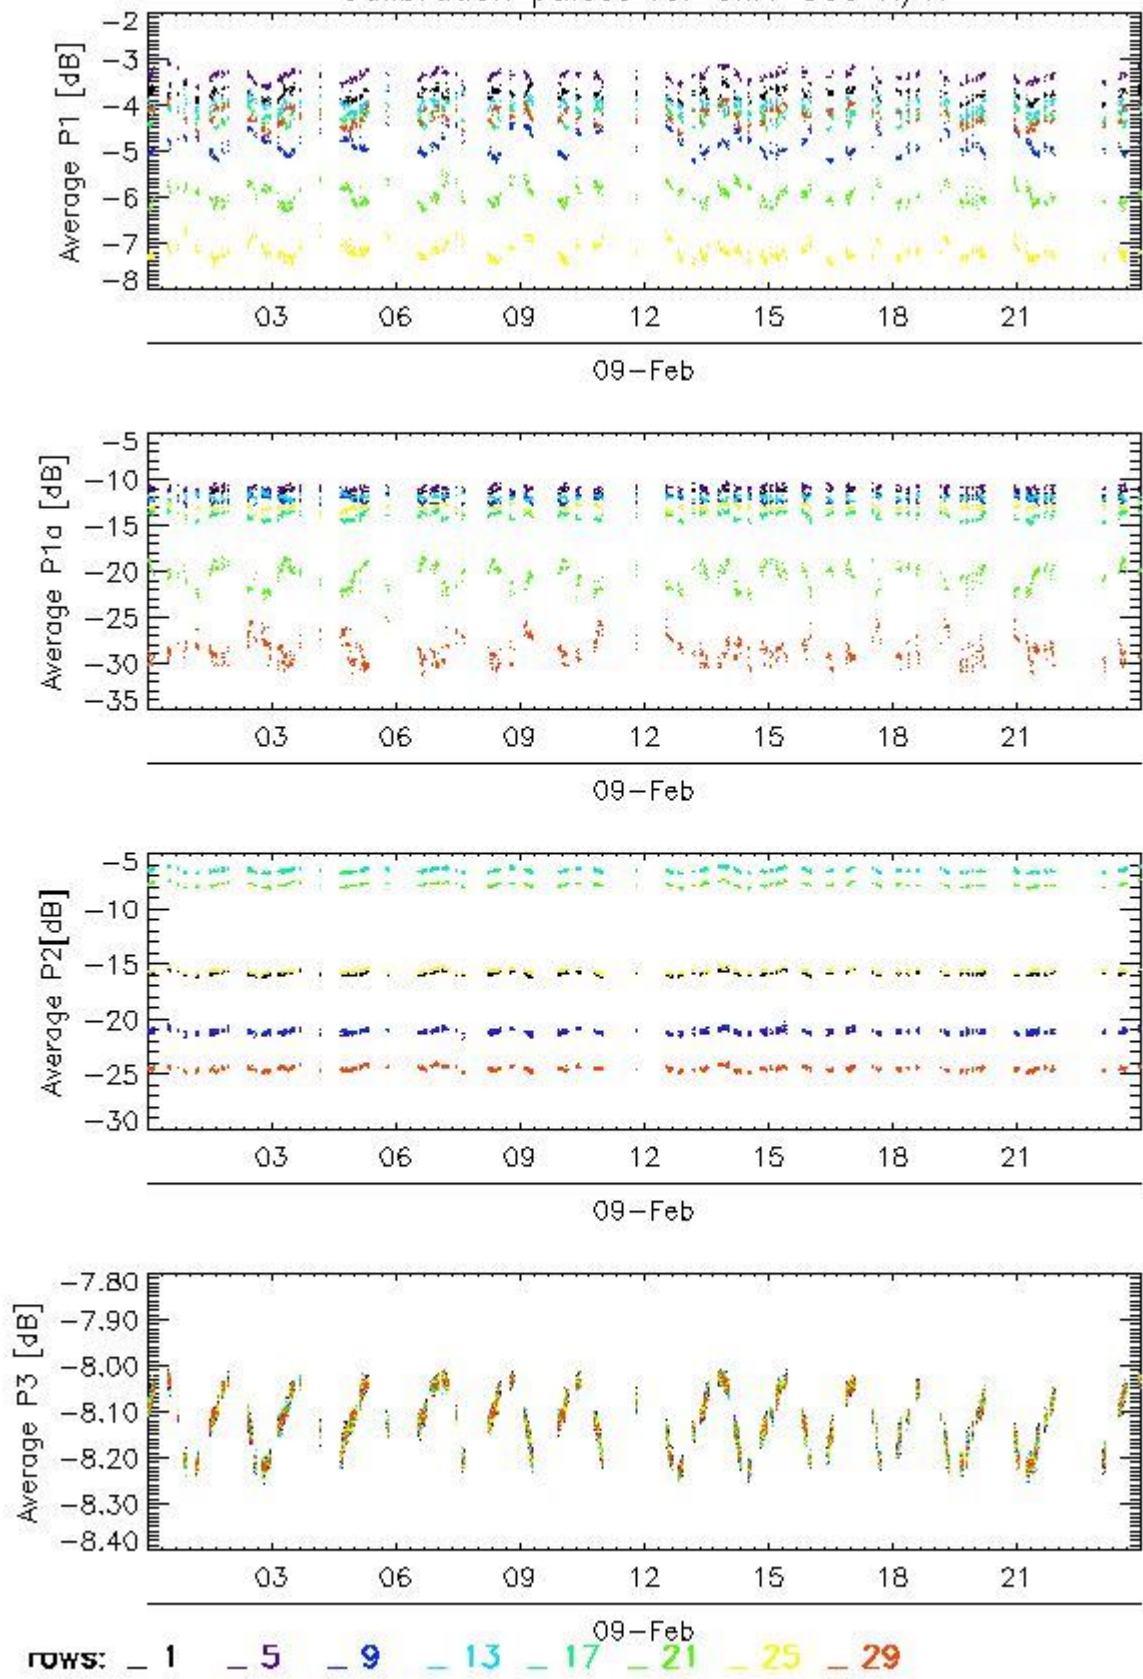 Average P1 [dB]
-2
-3
-4
-5
-6
-7
-8
03 06 09 12 15 18 21
09-Feb
Average P1a [dB]
-5
-10
-15
-20
-25
-30
-35
03 06 09 12 15 18 21
09-Feb
Average P2[dB]
-5
-10
-15
-20
-25
-30
03 06 09 12 15 18 21
09-Feb
Average P3 [dB]
-7.80
-7.90
-8.00
-8.10
-8.20
-8.30
-8.40
03 06 09 12 15 18 21
09-Feb
rows: _ 1 _ 5 _ 9 _ 13 _ 17 _ 21 _ 25 _ 29